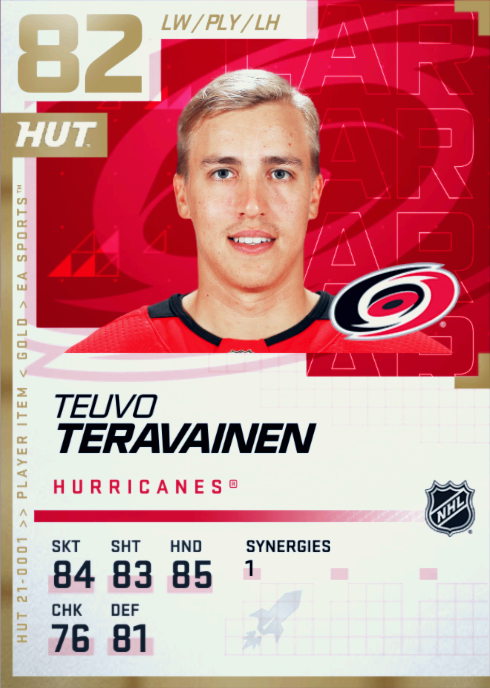 82
LW / PLY / LH
HUT
HUT 21-0001 >> PLAYER ITEM < GOLD > EA SPORTS™
CAR
CAR
CAR
CAR
CAR
TEUVO
TERAVAINEN
HURRICANES®
NHL
SKT SHT HND SYNERGIES
84 83 85 1
CHK DEF
76 81